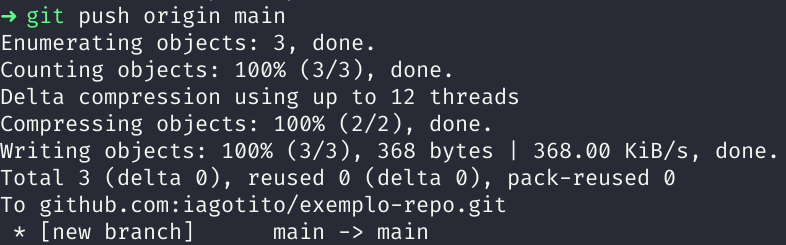 ➜ git push origin main
Enumerating objects: 3, done.
Counting objects: 100% (3/3), done.
Delta compression using up to 12 threads
Compressing objects: 100% (2/2), done.
Writing objects: 100% (3/3), 368 bytes | 368.00 KiB/s, done.
Total 3 (delta 0), reused 0 (delta 0), pack-reused 0
To github.com:iagotito/exemplo-repo.git
 * [new branch]      main -> main